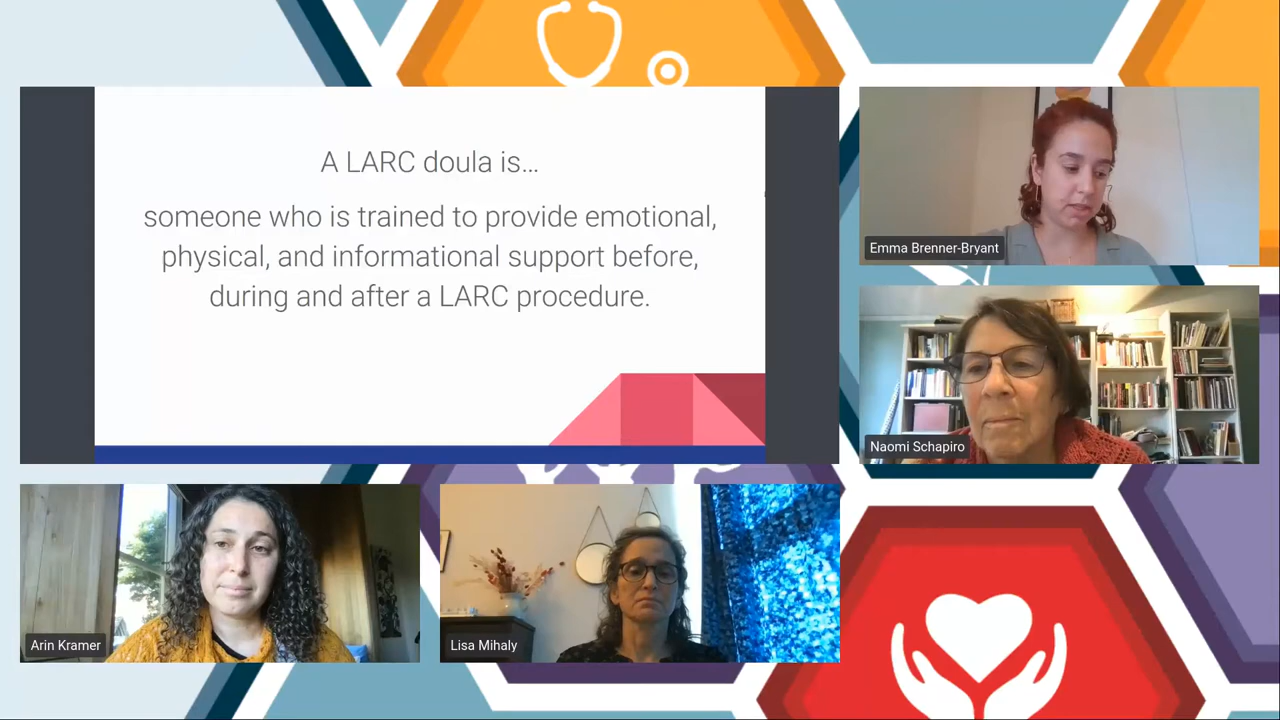 A LARC doula is...
someone who is trained to provide emotional,
physical, and informational support before,
during and after a LARC procedure.
Emma Brenner-Bryant
Naomi Schapiro
Arin Kramer
Lisa Mihaly